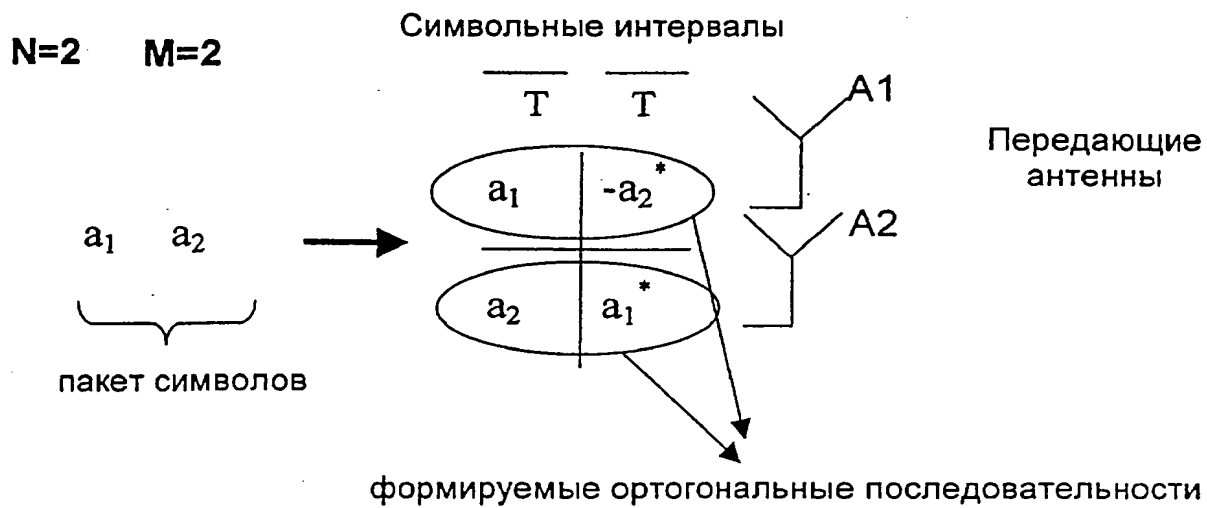 Символьные интервалы
N=2 M=2
T T
A1
Передающие
антенны
a₁ -a₂*
A2
a₁ a₂
a₂ a₁*
пакет символов
формируемые ортогональные последовательности